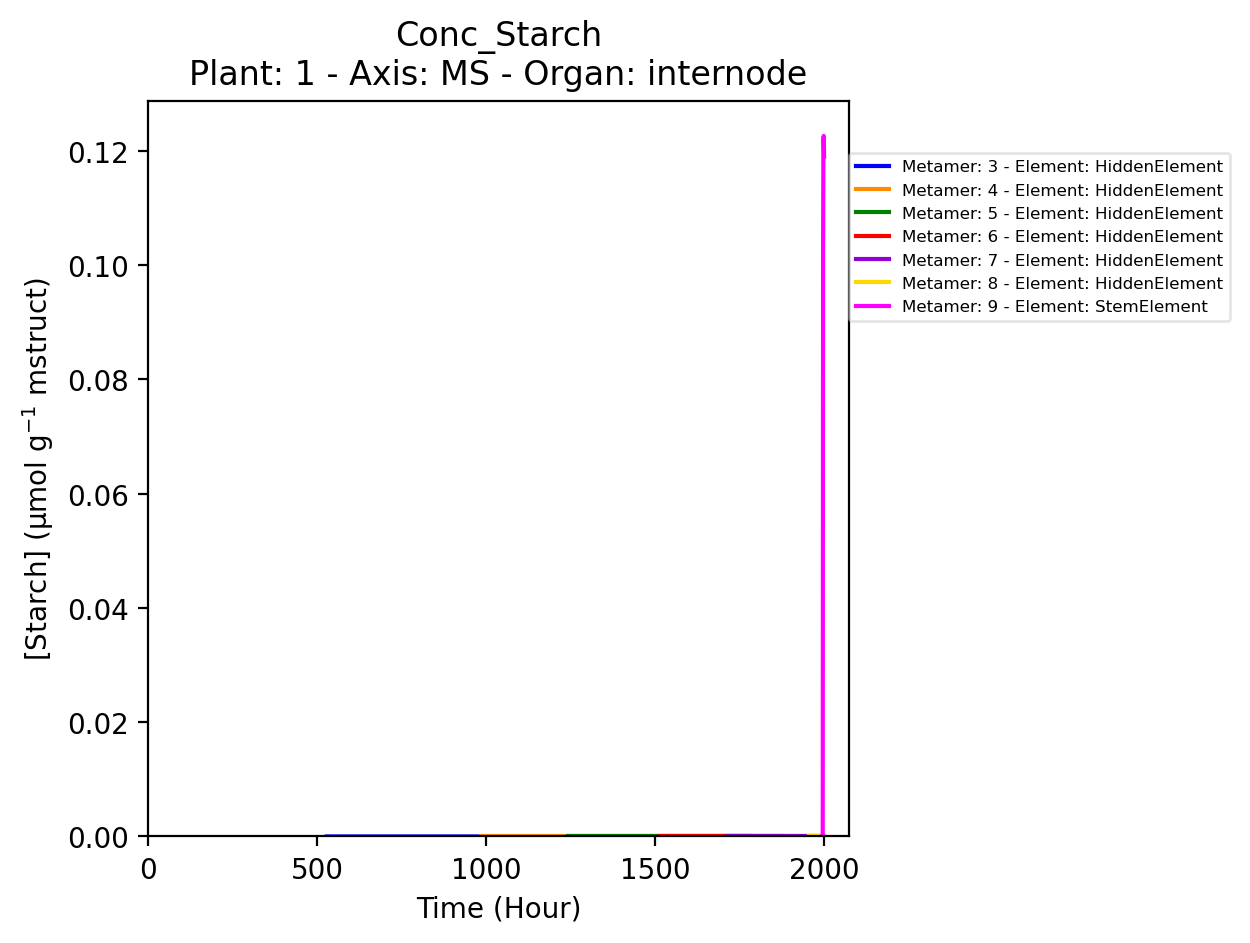 Conc_Starch
Plant: 1 - Axis: MS - Organ: internode
[Starch] (µmol g⁻¹ mstruct)
0.12
0.10
0.08
0.06
0.04
0.02
0.00
0
500
1000
1500
2000
Time (Hour)
Metamer: 3 - Element: HiddenElement
Metamer: 4 - Element: HiddenElement
Metamer: 5 - Element: HiddenElement
Metamer: 6 - Element: HiddenElement
Metamer: 7 - Element: HiddenElement
Metamer: 8 - Element: HiddenElement
Metamer: 9 - Element: StemElement